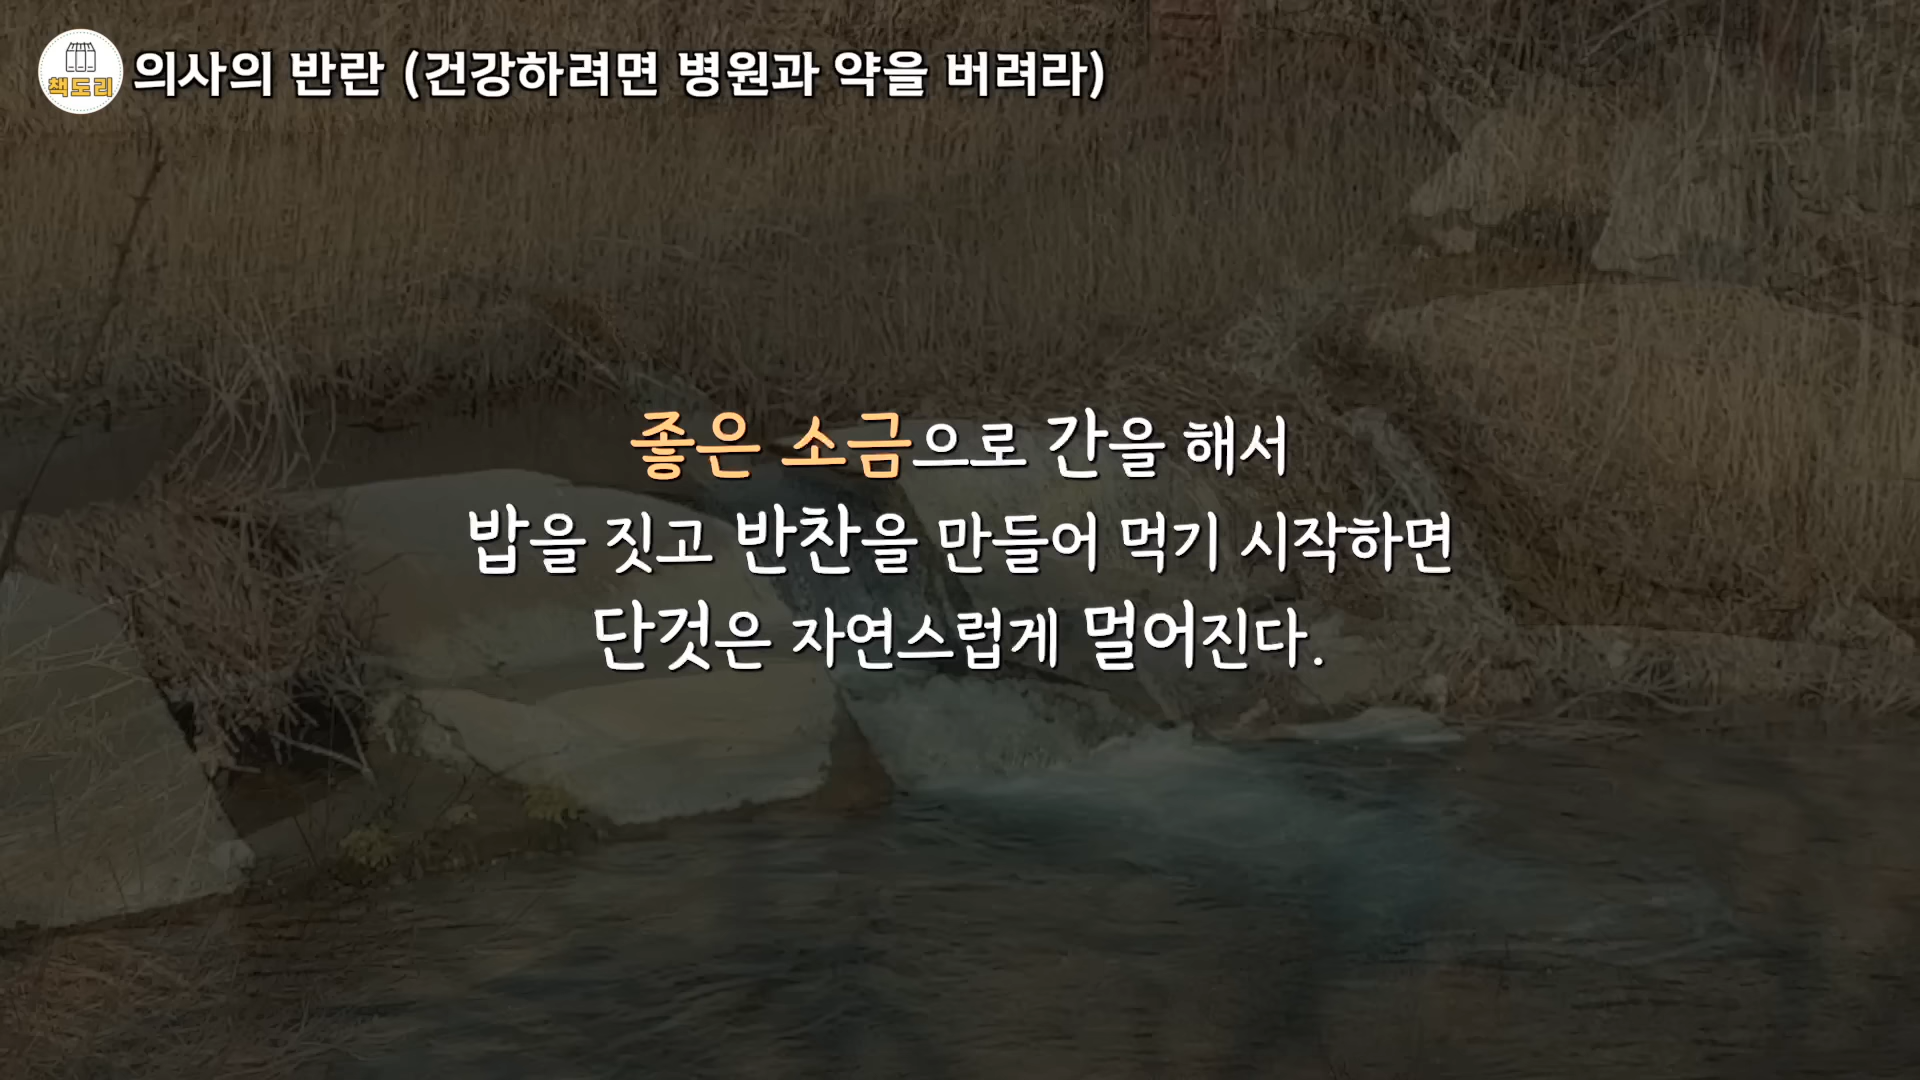 책도리
의사의 반란 (건강하려면 병원과 약을 버려라)
좋은 소금으로 간을 해서
밥을 짓고 반찬을 만들어 먹기 시작하면
단것은 자연스럽게 멀어진다.